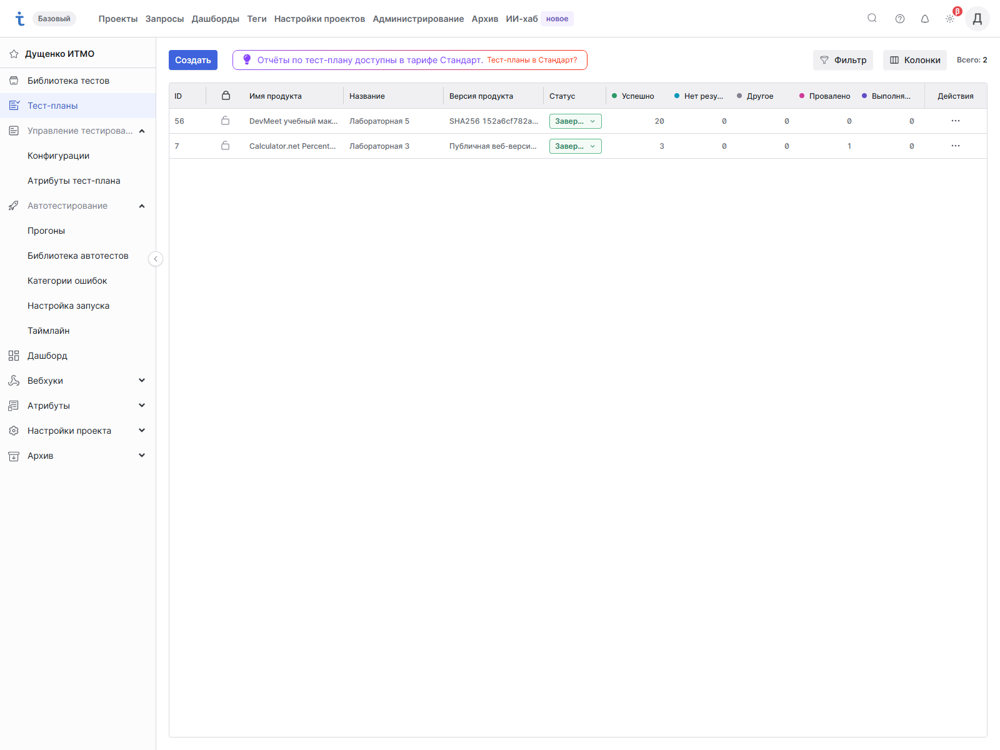 Базовый Проекты Запросы Дашборды Теги Настройки проектов Администрирование Архив ИИ-хаб новое β Д
Дущенко ИТМО
Библиотека тестов
Тест-планы
Управление тестирова...
Конфигурации
Атрибуты тест-плана
Автотестирование
Прогоны
Библиотека автотестов
Категории ошибок
Настройка запуска
Таймлайн
Дашборд
Вебхуки
Атрибуты
Настройки проекта
Архив
Создать Отчёты по тест-плану доступны в тарифе Стандарт. Тест-планы в Стандарт? Фильтр Колонки Всего: 2
ID Имя продукта Название Версия продукта Статус Успешно Нет резу... Другое Провалено Выполня... Действия
56 DevMeet учебный мак... Лабораторная 5 SHA256 152a6cf782a... Завер... 20 0 0 0 0 ...
7 Calculator.net Percent... Лабораторная 3 Публичная веб-верси... Завер... 3 0 0 1 0 ...